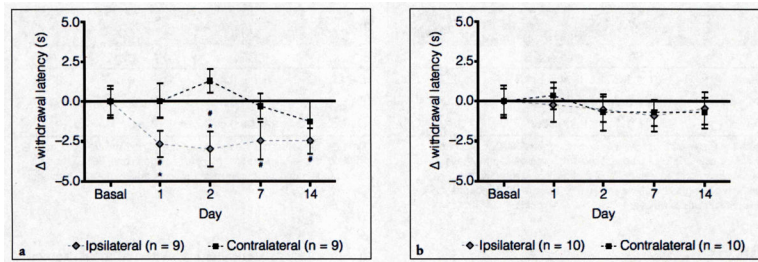 Δ withdrawal latency (s)
5.0
2.5
0.0
−2.5
−5.0
#
*
#
*
#
#
Basal 1 2 7 14
Day
a
Ipsilateral (n = 9) Contralateral (n = 9)
Δ withdrawal latency (s)
5.0
2.5
0.0
−2.5
−5.0
Basal 1 2 7 14
Day
b
Ipsilateral (n = 10) Contralateral (n = 10)